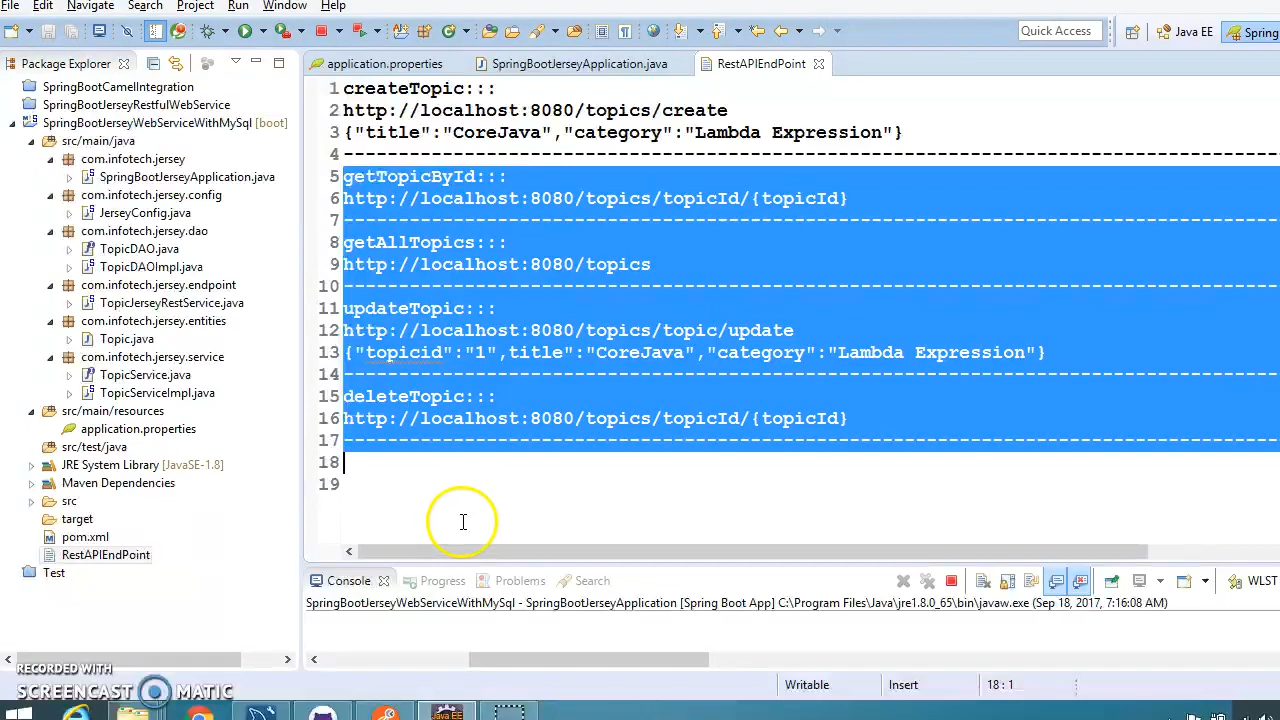 File Edit Navigate Search Project Run Window Help
Quick Access Java EE Spring
Package Explorer
application.properties SpringBootJerseyApplication.java RestAPIEndPoint
SpringBootCamelIntegration
SpringBootJerseyRestfulWebService
SpringBootJerseyWebServiceWithMySql [boot]
src/main/java
com.infotech.jersey
SpringBootJerseyApplication.java
com.infotech.jersey.config
JerseyConfig.java
com.infotech.jersey.dao
TopicDAO.java
TopicDAOImpl.java
com.infotech.jersey.endpoint
TopicJerseyRestService.java
com.infotech.jersey.entities
Topic.java
com.infotech.jersey.service
TopicService.java
TopicServiceImpl.java
src/main/resources
application.properties
src/test/java
JRE System Library [JavaSE-1.8]
Maven Dependencies
src
target
pom.xml
RestAPIEndPoint
Test
1 createTopic:::
2 http://localhost:8080/topics/create
3 {"title":"CoreJava","category":"Lambda Expression"}
4 -------------------------------------------------------------------------------------
5 getTopicById:::
6 http://localhost:8080/topics/topicId/{topicId}
7 -------------------------------------------------------------------------------------
8 getAllTopics:::
9 http://localhost:8080/topics
10 -------------------------------------------------------------------------------------
11 updateTopic:::
12 http://localhost:8080/topics/topic/update
13 {"topicid":"1",title":"CoreJava","category":"Lambda Expression"}
14 -------------------------------------------------------------------------------------
15 deleteTopic:::
16 http://localhost:8080/topics/topicId/{topicId}
17 -------------------------------------------------------------------------------------
18
19
Console Progress Problems Search WLST
SpringBootJerseyWebServiceWithMySql - SpringBootJerseyApplication [Spring Boot App] C:\Program Files\Java\jre1.8.0_65\bin\javaw.exe (Sep 18, 2017, 7:16:08 AM)
Writable Insert 18 : 1
RECORDED WITH
SCREENCAST MATIC
Java EE